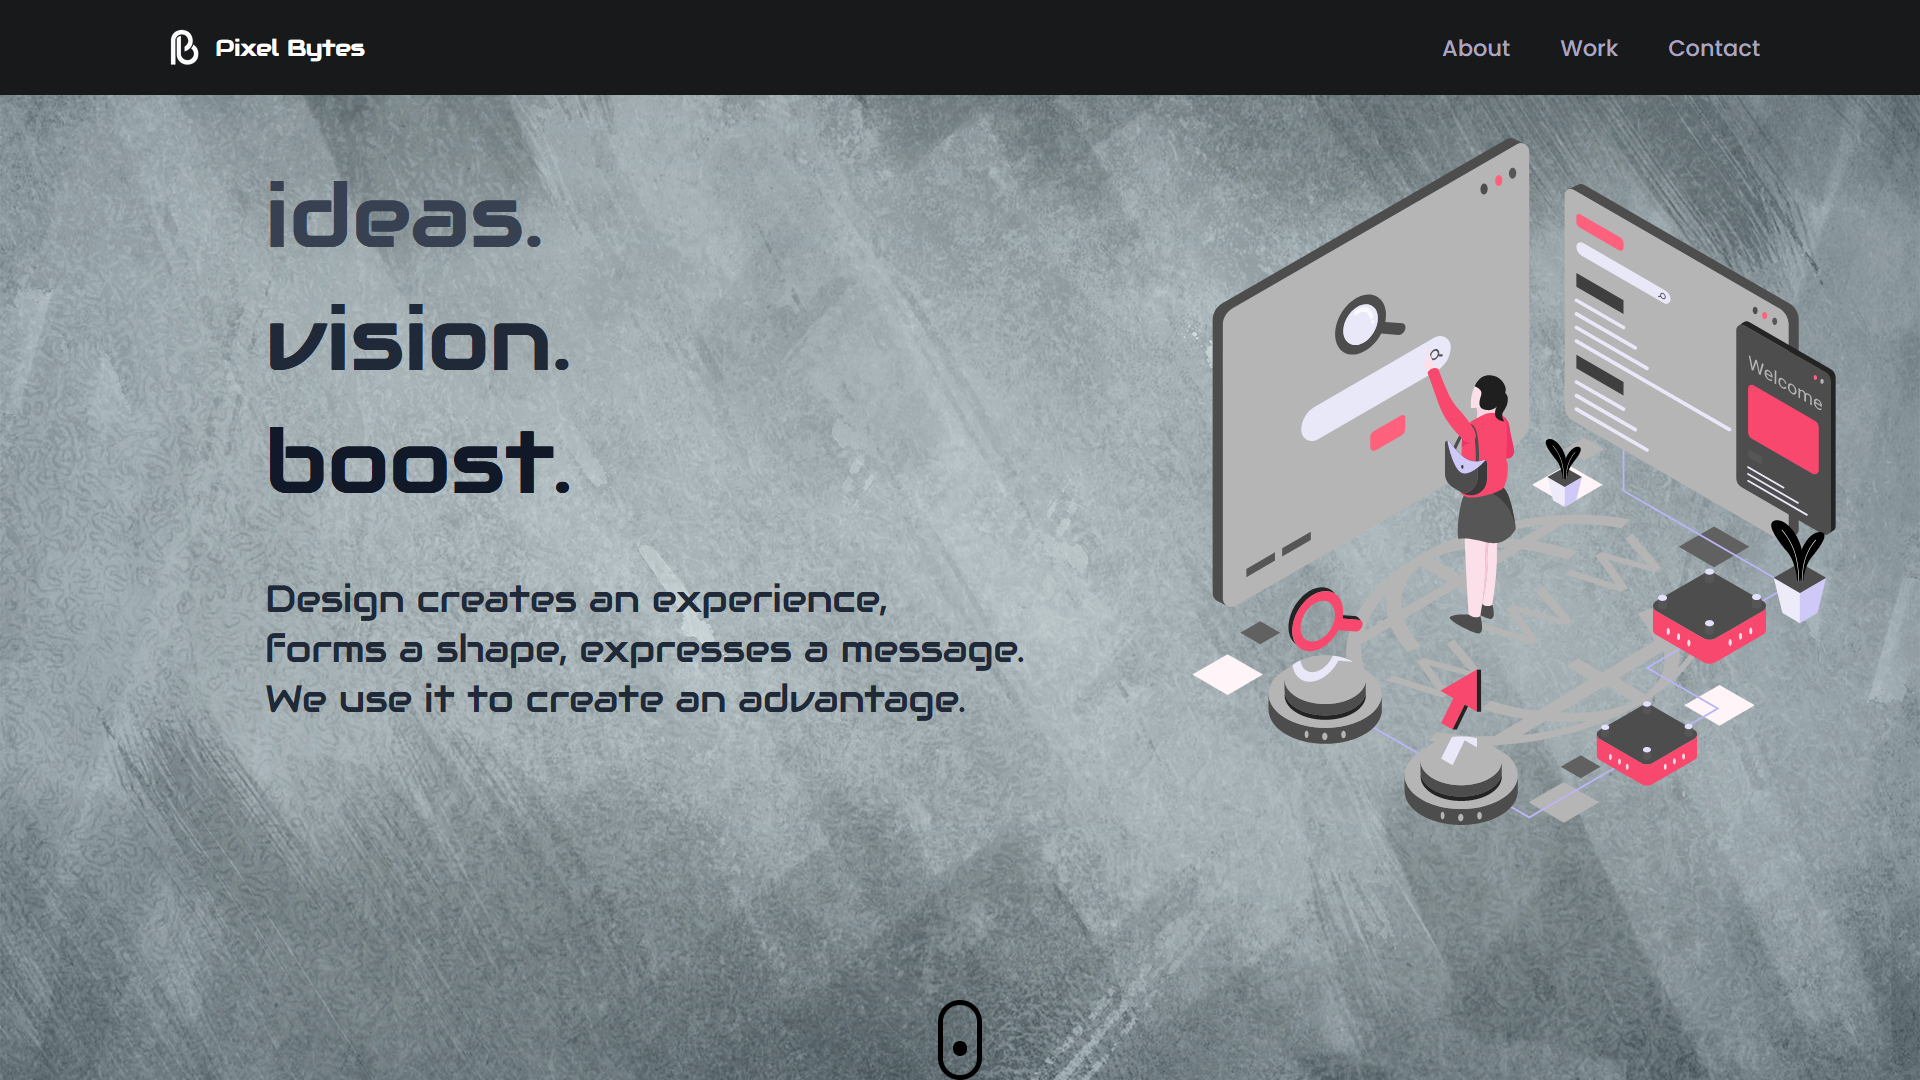 Pixel Bytes
About
Work
Contact
ideas.
vision.
boost.
Design creates an experience,
forms a shape, expresses a message.
We use it to create an advantage.
Welcome
W
W
W